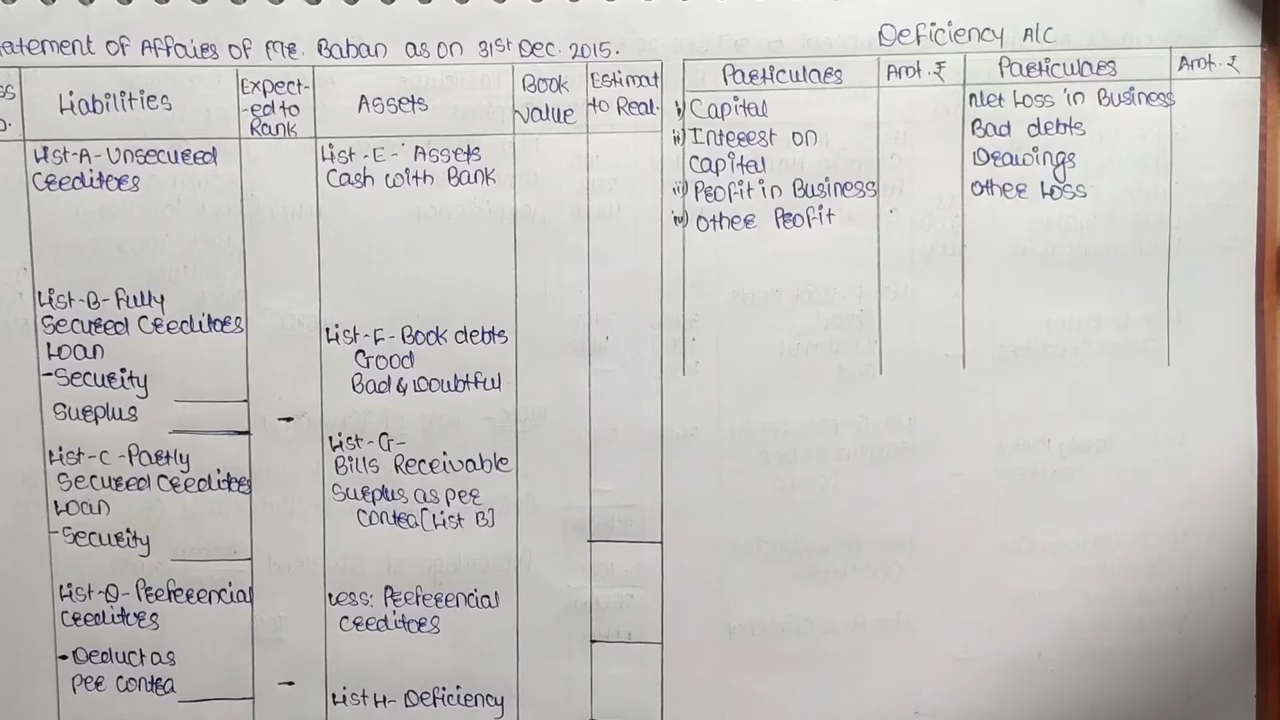 atement of Affairs of Mr. Baban as on 31st Dec. 2015.
Liabilities
Expect-
-ed to
Rank
Assets
Book
value
Estimat
to Real.
List-A-Unsecured
Creditors
List-B-Fully
Secured Creditors
Loan
-Security
Surplus
-
List-C-Partly
Secured Creditors
Loan
-Security
List-D-Preferencial
Creditors
-Deduct as
per contra
-
List-E- Assets
Cash with Bank
List-F-Book debts
Good
Bad & Doubtful
List-G-
Bills Receivable
Surplus as per
contra [List B]
Less: Preferencial
Creditors
List H- Deficiency
Deficiency A/C
Particulars
Amt. ₹
Particulars
Amt. ₹
i) Capital
ii) Interest on
Capital
iii) Profit in Business
iv) Other Profit
Net Loss in Business
Bad debts
Drawings
Other Loss